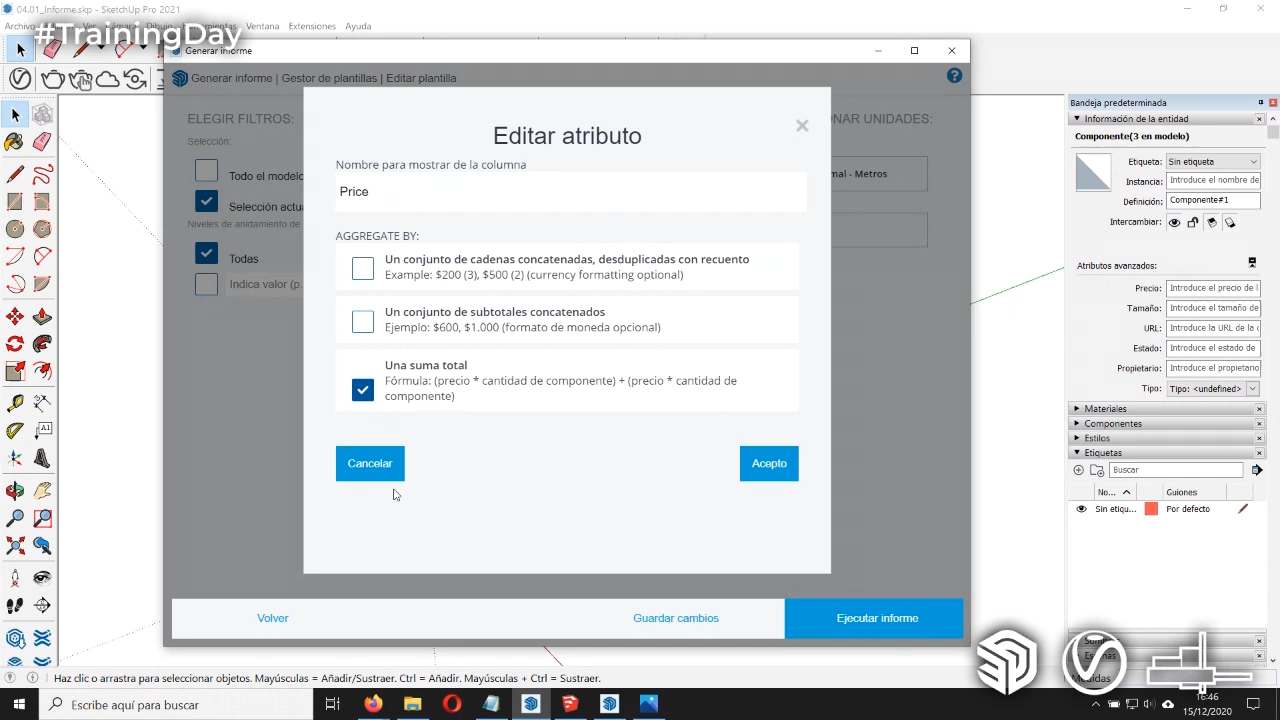 04.01_Informe.skp - SketchUp Pro 2021
#TrainingDay
Ventana
Extensiones
Ayuda
Generar informe
Generar informe | Gestor de plantillas | Editar plantilla
ELEGIR FILTROS:
Selección:
Todo el modelo
Selección actua
Niveles de anidamiento de
Todas
Indica valor (p.
ONAR UNIDADES:
mal - Metros
Editar atributo
Nombre para mostrar de la columna
Price
AGGREGATE BY:
Un conjunto de cadenas concatenadas, desduplicadas con recuento
Example: $200 (3), $500 (2) (currency formatting optional)
Un conjunto de subtotales concatenados
Ejemplo: $600, $1.000 (formato de moneda opcional)
Una suma total
Fórmula: (precio * cantidad de componente) + (precio * cantidad de
componente)
Cancelar
Acepto
Volver
Guardar cambios
Ejecutar informe
Bandeja predeterminada
Información de la entidad
Componente(3 en modelo)
Etiqueta: Sin etiqueta
Instancia: Introduce el nombre de
Definición: Componente#1
Intercambiar:
Atributos avanzados:
Precio: Introduce el precio de l
Tamaño: Introduce el tamaño de
URL: Introduce la URL de la
Estado: Introduce el estado de
Propietario: Introduce el propietario
Tipo: Tipo: <undefined>
Materiales
Componentes
Estilos
Etiquetas
Buscar
No...
Guiones
Sin etiqu...
Por defecto
Haz clic o arrastra para seleccionar objetos. Mayúsculas = Añadir/Sustraer. Ctrl = Añadir. Mayúsculas + Ctrl = Sustraer.
Medidas
Escribe aquí para buscar
16:46
15/12/2020